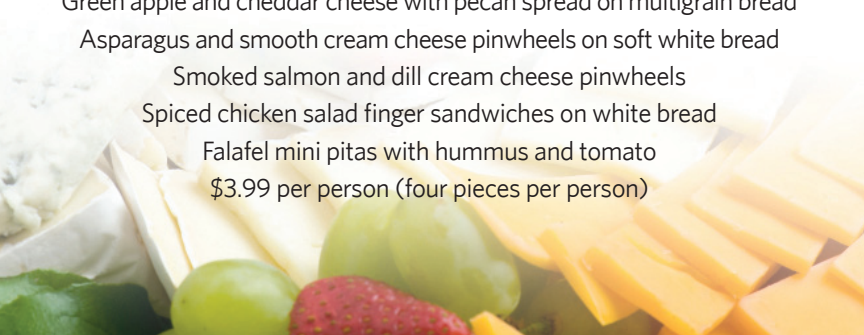 Green apple and cheddar cheese with pecan spread on multigrain bread
Asparagus and smooth cream cheese pinwheels on soft white bread
Smoked salmon and dill cream cheese pinwheels
Spiced chicken salad finger sandwiches on white bread
Falafel mini pitas with hummus and tomato
$3.99 per person (four pieces per person)